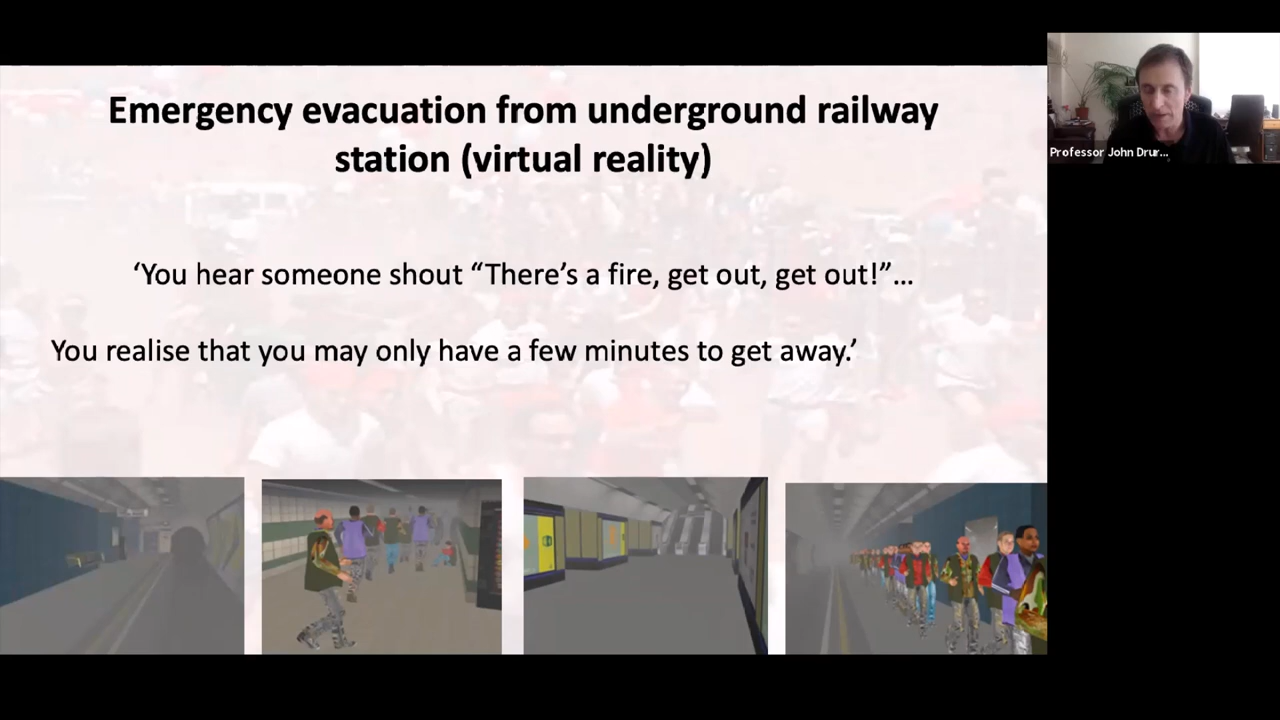 Emergency evacuation from underground railway
station (virtual reality)
‘You hear someone shout “There’s a fire, get out, get out!”…
You realise that you may only have a few minutes to get away.’
Professor John Drur...